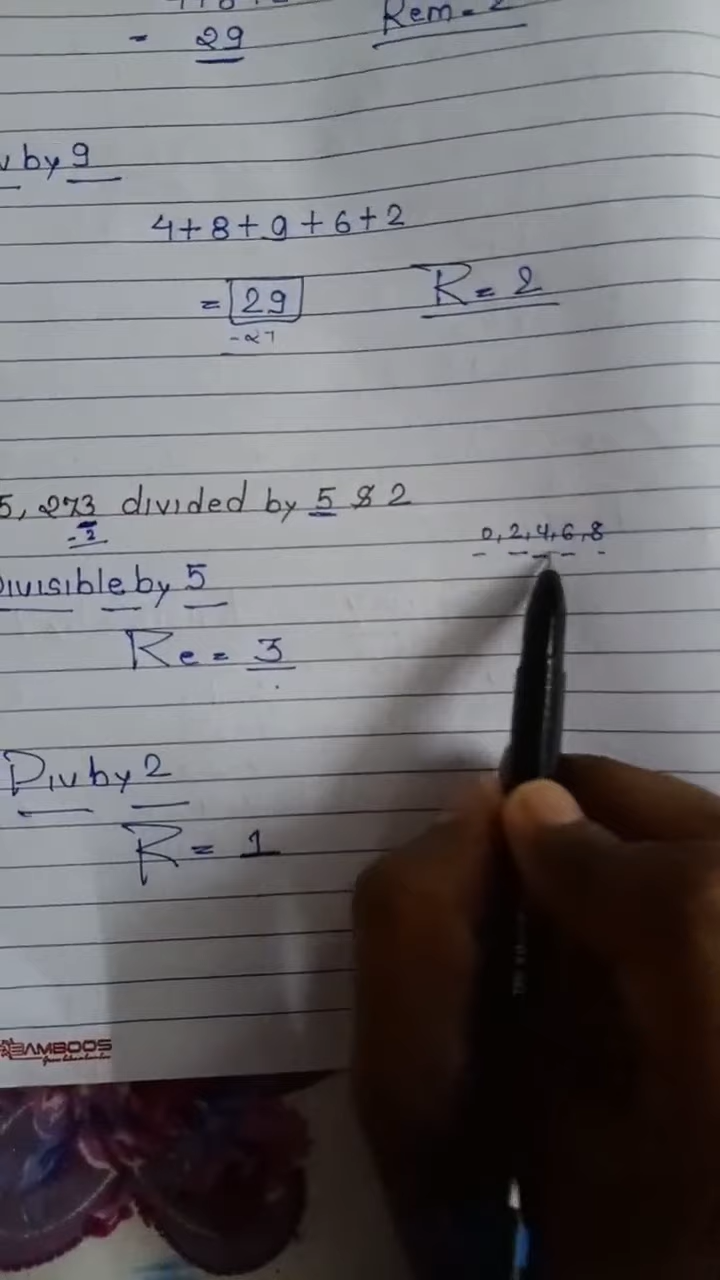 = 29
Rem = 2
by 9
4+8+9+6+2
= 29
-27
R = 2
5, 273 divided by 5 & 2
0,2,4,6,8
Divisible by 5
Re = 3
Div by 2
R = 1
BAMBOOS